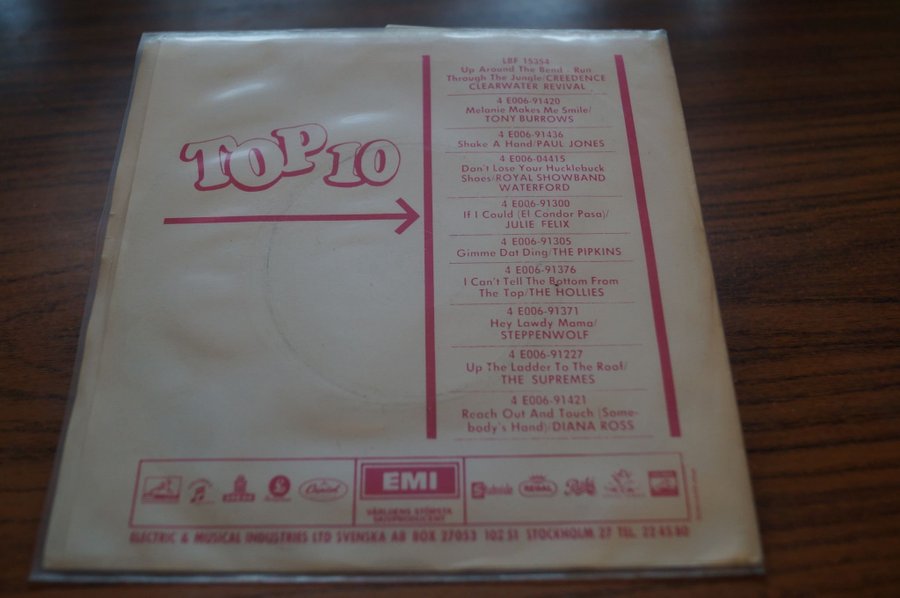 TOP 10
LBF 15354
Up Around The Bend - Run
Through The Jungle/CREEDENCE
CLEARWATER REVIVAL
4 E006-91420
Melanie Makes Me Smile/
TONY BURROWS
4 E006-91436
Shake A Hand/PAUL JONES
4 E006-04415
Don't Lose Your Hucklebuck
Shoes/ROYAL SHOWBAND
WATERFORD
4 E006-91300
If I Could (El Condor Pasa)/
JULIE FELIX
4 E006-91305
Gimme Dat Ding/THE PIPKINS
4 E006-91376
I Can't Tell The Bottom From
The Top/THE HOLLIES
4 E006-91371
Hey Lawdy Mama/
STEPPENWOLF
4 E006-91227
Up The Ladder To The Roof/
THE SUPREMES
4 E006-91421
Reach Out And Touch (Some-
body's Hand)/DIANA ROSS
Capitol
EMI
VÄRLDENS STÖRSTA
SKIVPRODUCENT
Stateside
REGAL
ELECTRIC & MUSICAL INDUSTRIES LTD SVENSKA AB BOX 27053 102 51 STOCKHOLM 27 TEL. 22 45 80